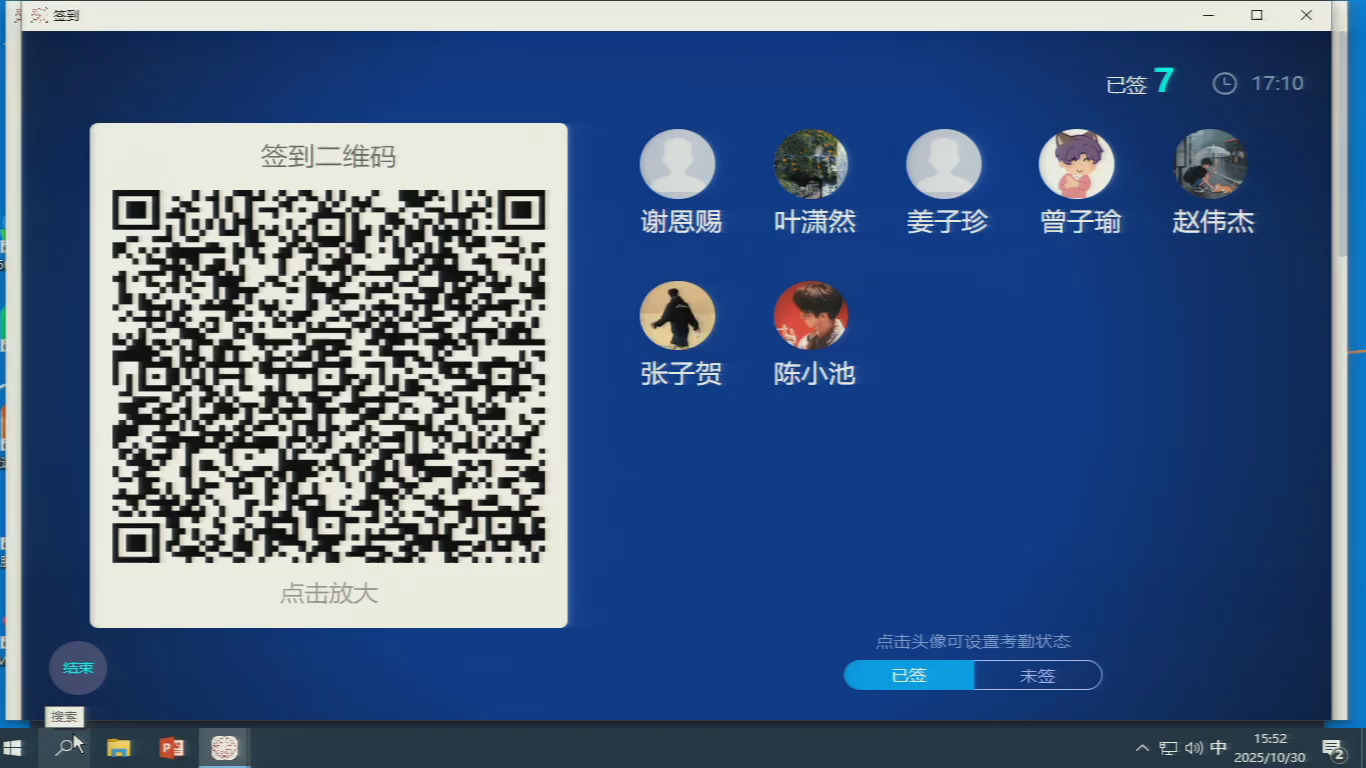 签到
已签 7 17:10
签到二维码
谢恩赐 叶潇然 姜子珍 曾子瑜 赵伟杰
张子贺 陈小池
点击放大
点击头像可设置考勤状态
已签 未签
结束
搜索
中
15:52
2025/10/30
2